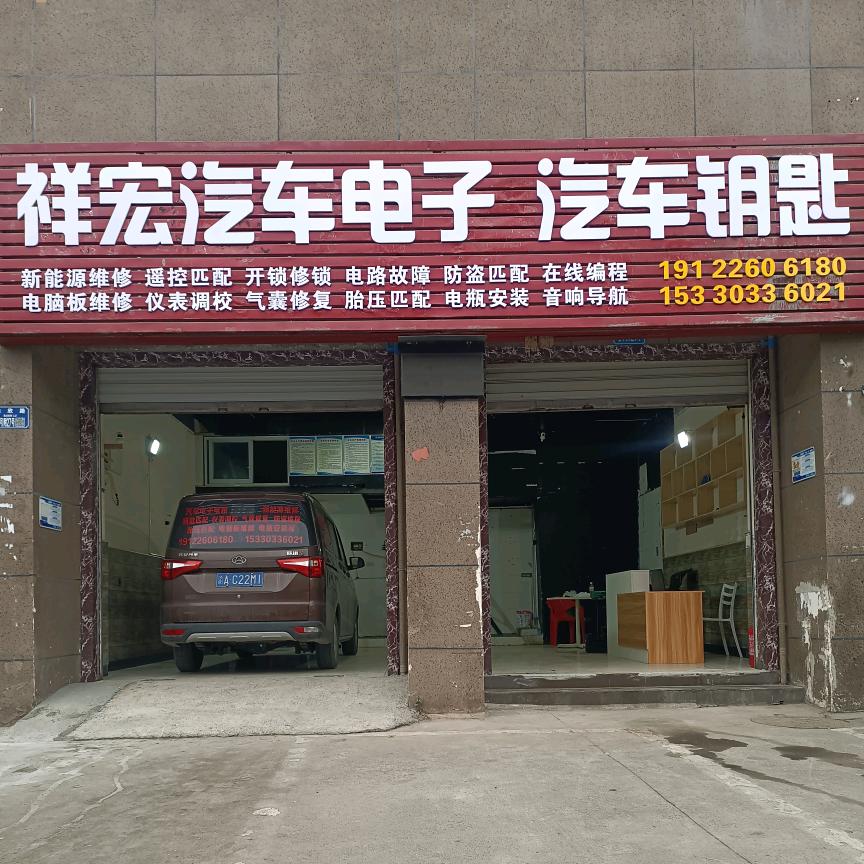 祥宏汽车电子 汽车钥匙
新能源维修 遥控匹配 开锁修锁 电路故障 防盗匹配 在线编程 191 2260 6180
电脑板维修 仪表调校 气囊修复 胎压匹配 电瓶安装 音响导航 153 3033 6021
19122606180 15330336021
A·C22M1